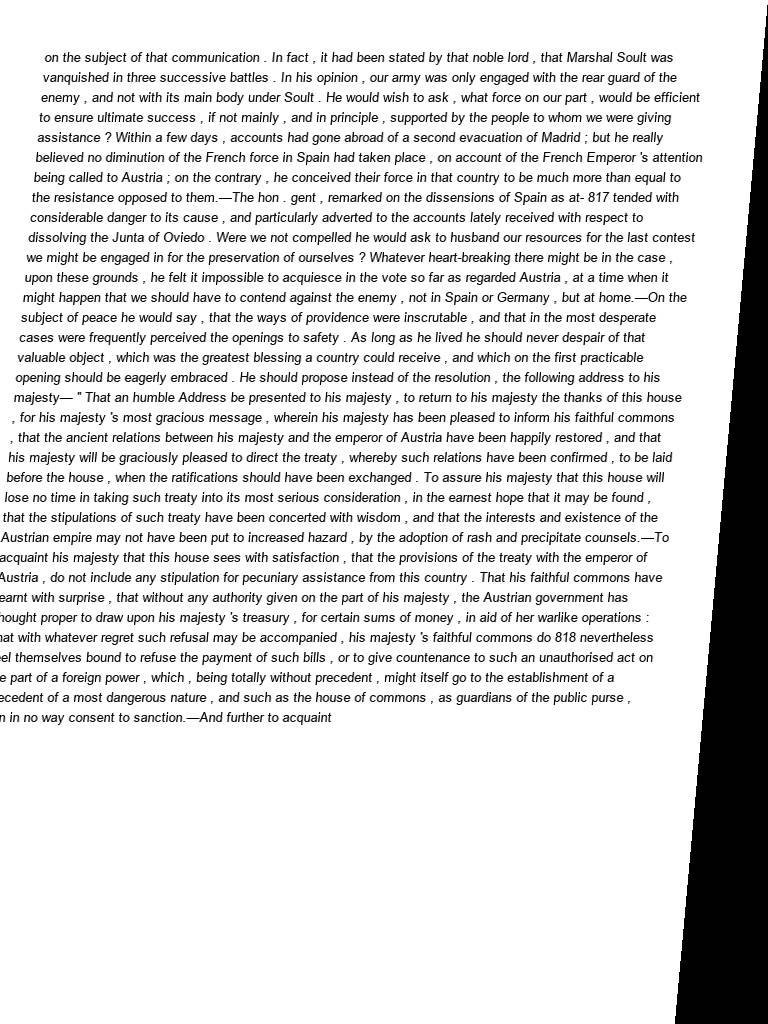 on the subject of that communication . In fact , it had been stated by that noble lord , that Marshal Soult was
vanquished in three successive battles . In his opinion , our army was only engaged with the rear guard of the
enemy , and not with its main body under Soult . He would wish to ask , what force on our part , would be efficient
to ensure ultimate success , if not mainly , and in principle , supported by the people to whom we were giving
assistance ? Within a few days , accounts had gone abroad of a second evacuation of Madrid ; but he really
believed no diminution of the French force in Spain had taken place , on account of the French Emperor 's attention
being called to Austria ; on the contrary , he conceived their force in that country to be much more than equal to
the resistance opposed to them.—The hon . gent , remarked on the dissensions of Spain as at- 817 tended with
considerable danger to its cause , and particularly adverted to the accounts lately received with respect to
dissolving the Junta of Oviedo . Were we not compelled he would ask to husband our resources for the last contest
we might be engaged in for the preservation of ourselves ? Whatever heart-breaking there might be in the case ,
upon these grounds , he felt it impossible to acquiesce in the vote so far as regarded Austria , at a time when it
might happen that we should have to contend against the enemy , not in Spain or Germany , but at home.—On the
subject of peace he would say , that the ways of providence were inscrutable , and that in the most desperate
cases were frequently perceived the openings to safety . As long as he lived he should never despair of that
valuable object , which was the greatest blessing a country could receive , and which on the first practicable
opening should be eagerly embraced . He should propose instead of the resolution , the following address to his
majesty— " That an humble Address be presented to his majesty , to return to his majesty the thanks of this house
, for his majesty 's most gracious message , wherein his majesty has been pleased to inform his faithful commons
, that the ancient relations between his majesty and the emperor of Austria have been happily restored , and that
his majesty will be graciously pleased to direct the treaty , whereby such relations have been confirmed , to be laid
before the house , when the ratifications should have been exchanged . To assure his majesty that this house will
lose no time in taking such treaty into its most serious consideration , in the earnest hope that it may be found ,
that the stipulations of such treaty have been concerted with wisdom , and that the interests and existence of the
Austrian empire may not have been put to increased hazard , by the adoption of rash and precipitate counsels.—To
acquaint his majesty that this house sees with satisfaction , that the provisions of the treaty with the emperor of
Austria , do not include any stipulation for pecuniary assistance from this country . That his faithful commons have
earnt with surprise , that without any authority given on the part of his majesty , the Austrian government has
hought proper to draw upon his majesty 's treasury , for certain sums of money , in aid of her warlike operations :
hat with whatever regret such refusal may be accompanied , his majesty 's faithful commons do 818 nevertheless
el themselves bound to refuse the payment of such bills , or to give countenance to such an unauthorised act on
e part of a foreign power , which , being totally without precedent , might itself go to the establishment of a
ecedent of a most dangerous nature , and such as the house of commons , as guardians of the public purse ,
n in no way consent to sanction.—And further to acquaint